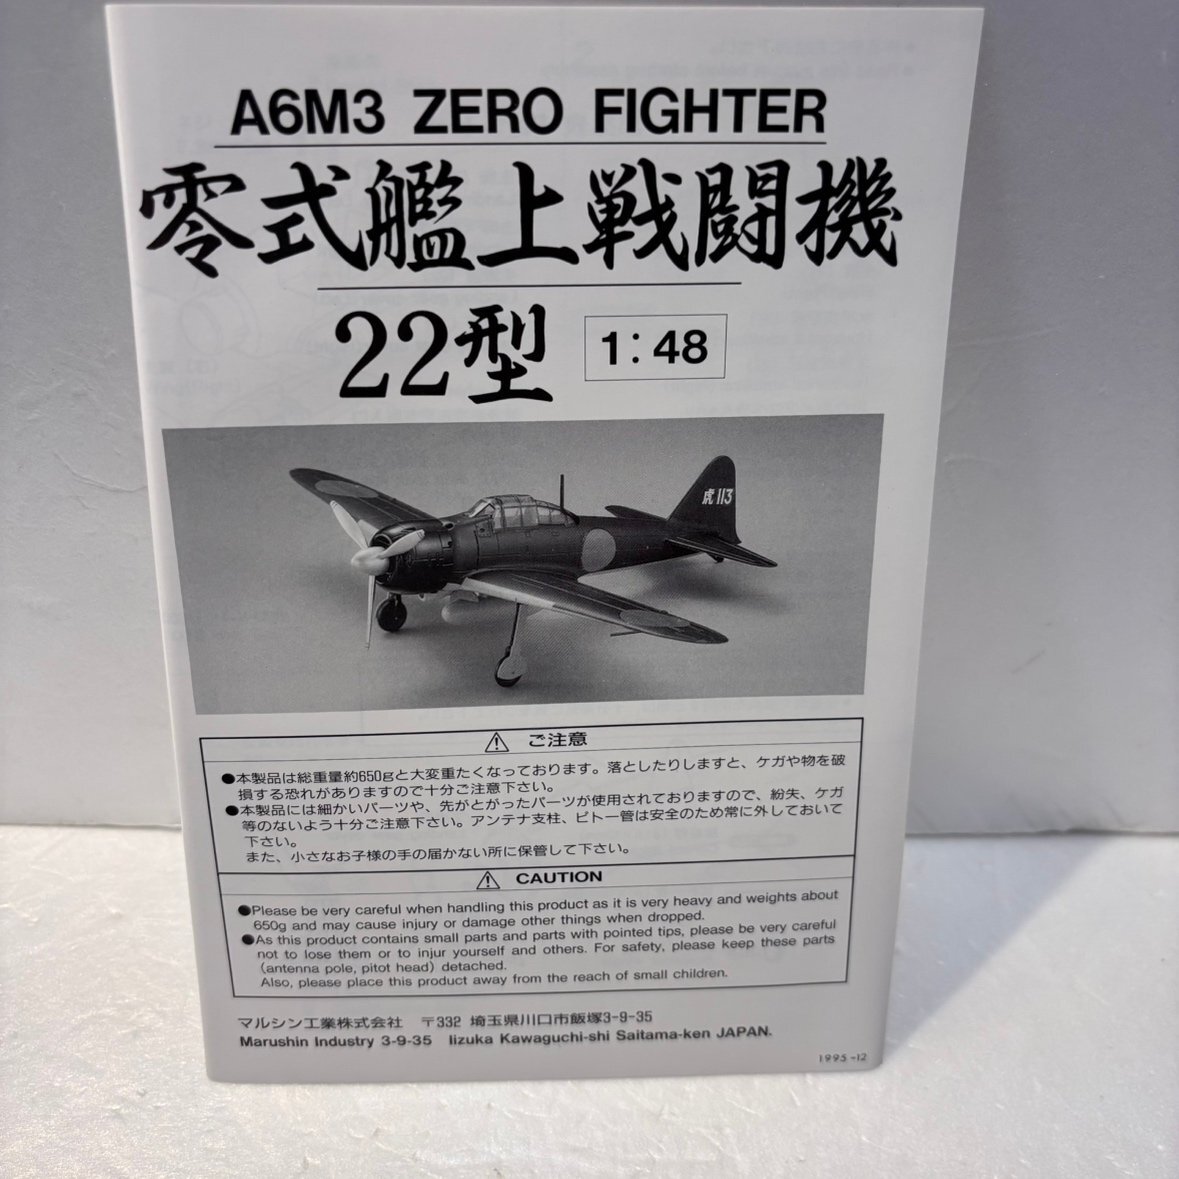 A6M3 ZERO FIGHTER
零式艦上戦闘機
22型 1:48
虎113
⚠ ご注意
●本製品は総重量約650gと大変重たくなっております。落としたりしますと、ケガや物を破
損する恐れがありますので十分ご注意下さい。
●本製品には細かいパーツや、先がとがったパーツが使用されておりますので、紛失、ケガ
等のないよう十分ご注意下さい。アンテナ支柱、ピトー管は安全のため常に外しておいて
下さい。
また、小さなお子様の手の届かない所に保管して下さい。
⚠ CAUTION
●Please be very careful when handling this product as it is very heavy and weights about
650g and may cause injury or damage other things when dropped.
●As this product contains small parts and parts with pointed tips, please be very careful
not to lose them or to injur yourself and others. For safety, please keep these parts
(antenna pole, pitot head) detached.
Also, please place this product away from the reach of small children.
マルシン工業株式会社 〒332 埼玉県川口市飯塚3-9-35
Marushin Industry 3-9-35 Iizuka Kawaguchi-shi Saitama-ken JAPAN.
1995-12